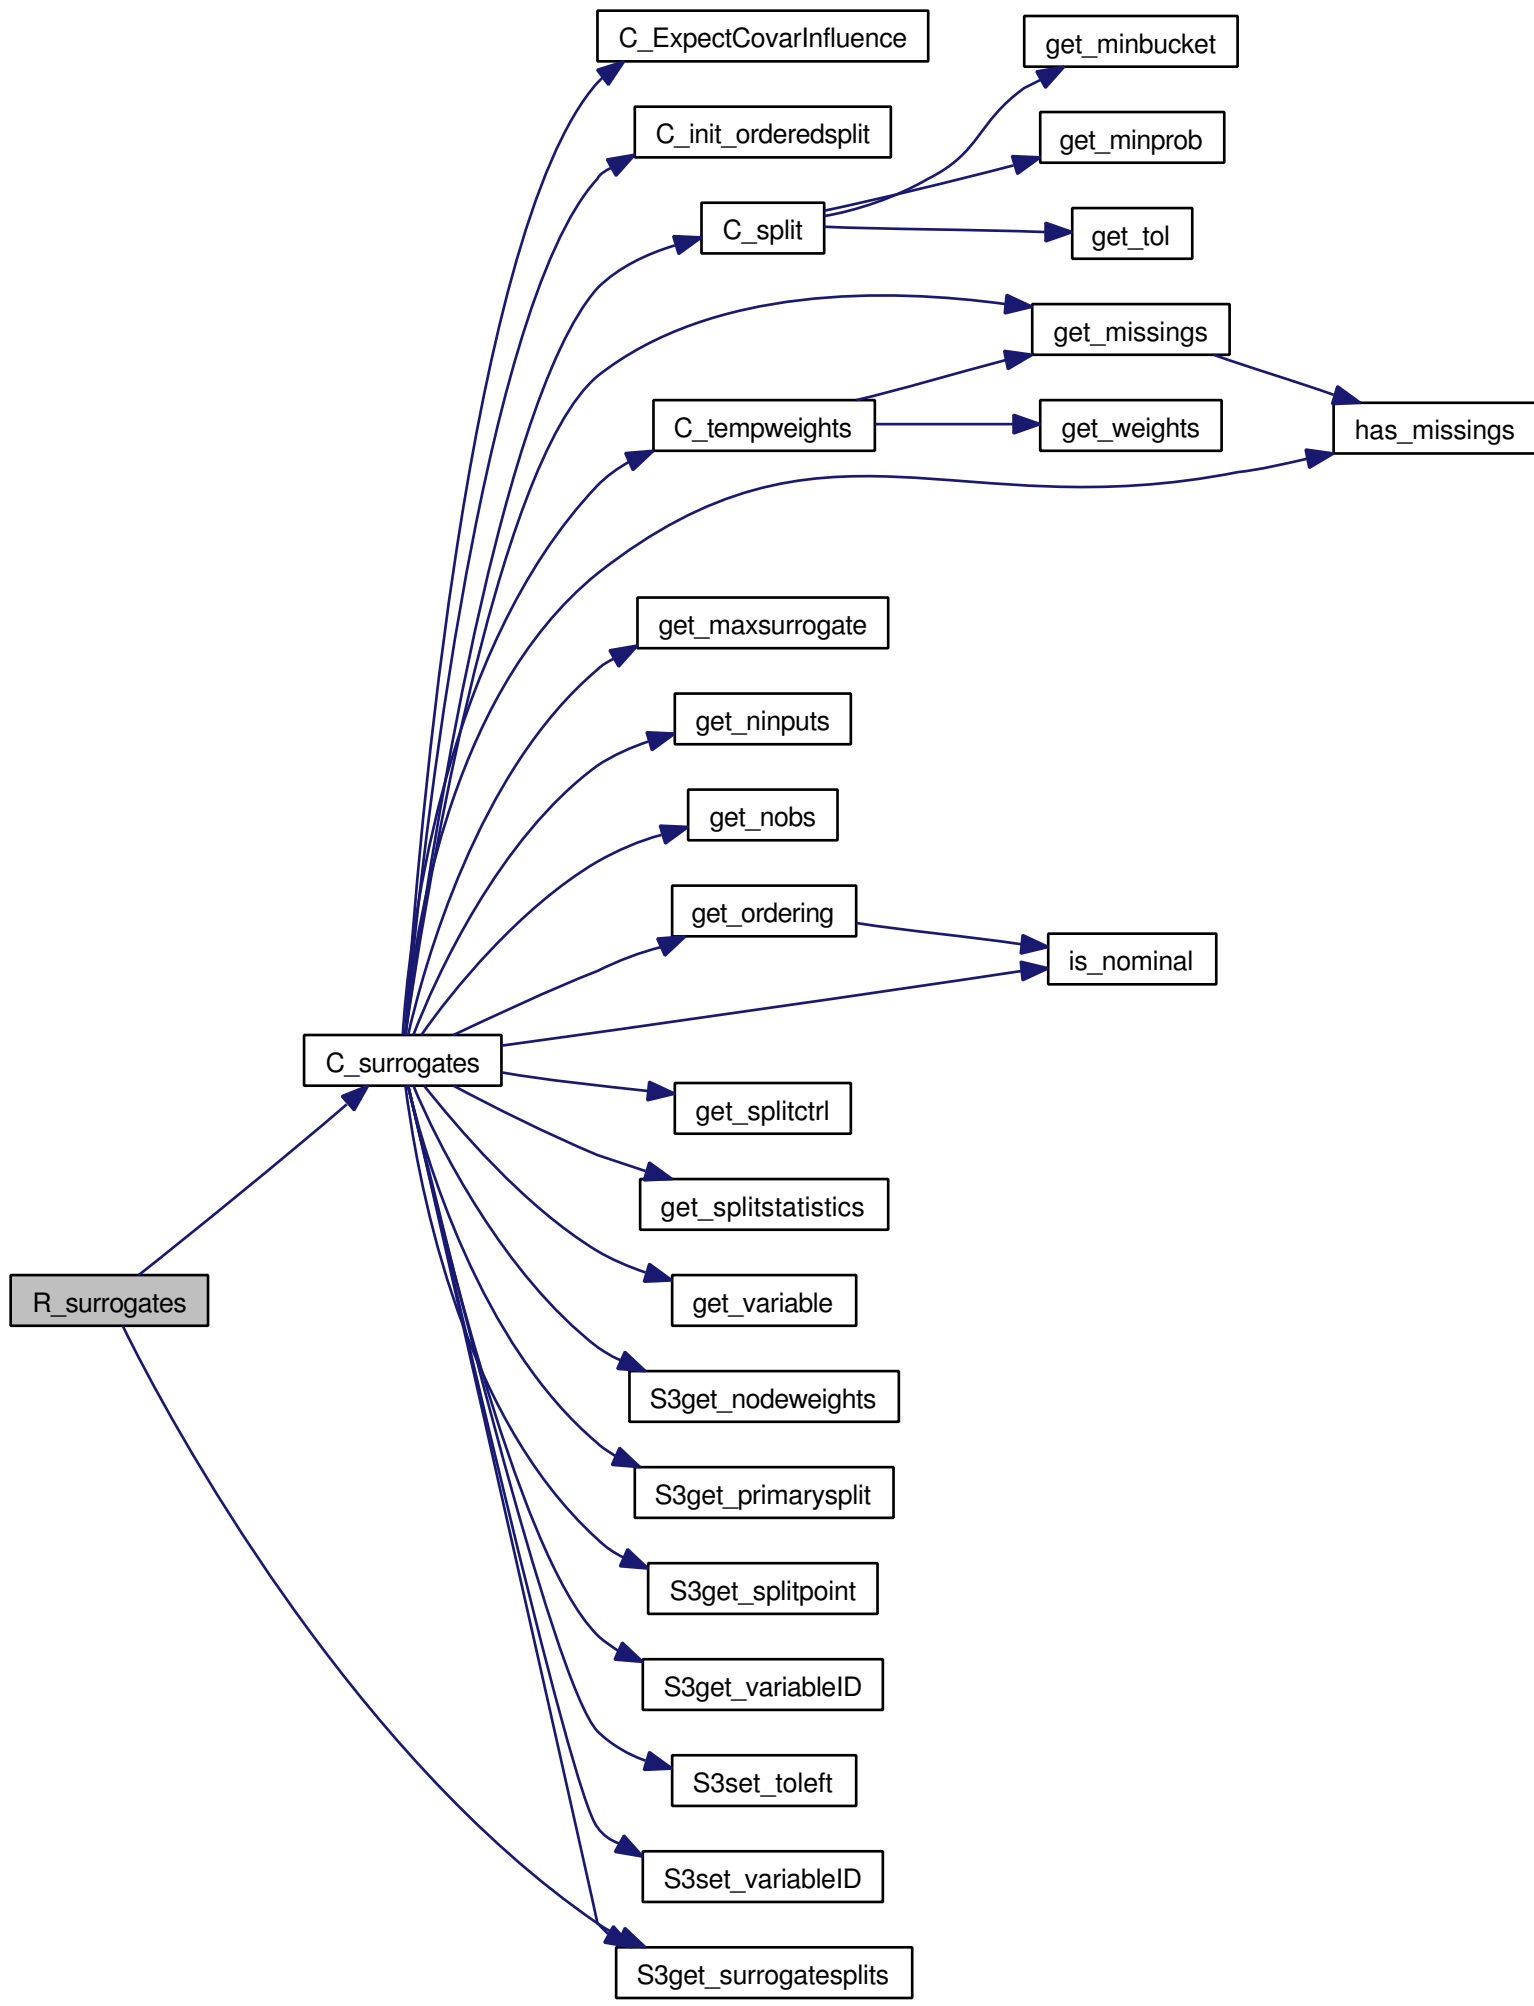 C_ExpectCovarInfluence
get_minbucket
C_init_orderedsplit
get_minprob
C_split
get_tol
get_missings
C_tempweights
get_weights
has_missings
get_maxsurrogate
get_ninputs
get_nobs
get_ordering
is_nominal
C_surrogates
get_splitctrl
get_splitstatistics
get_variable
R_surrogates
S3get_nodeweights
S3get_primarysplit
S3get_splitpoint
S3get_variableID
S3set_toleft
S3set_variableID
S3get_surrogatesplits